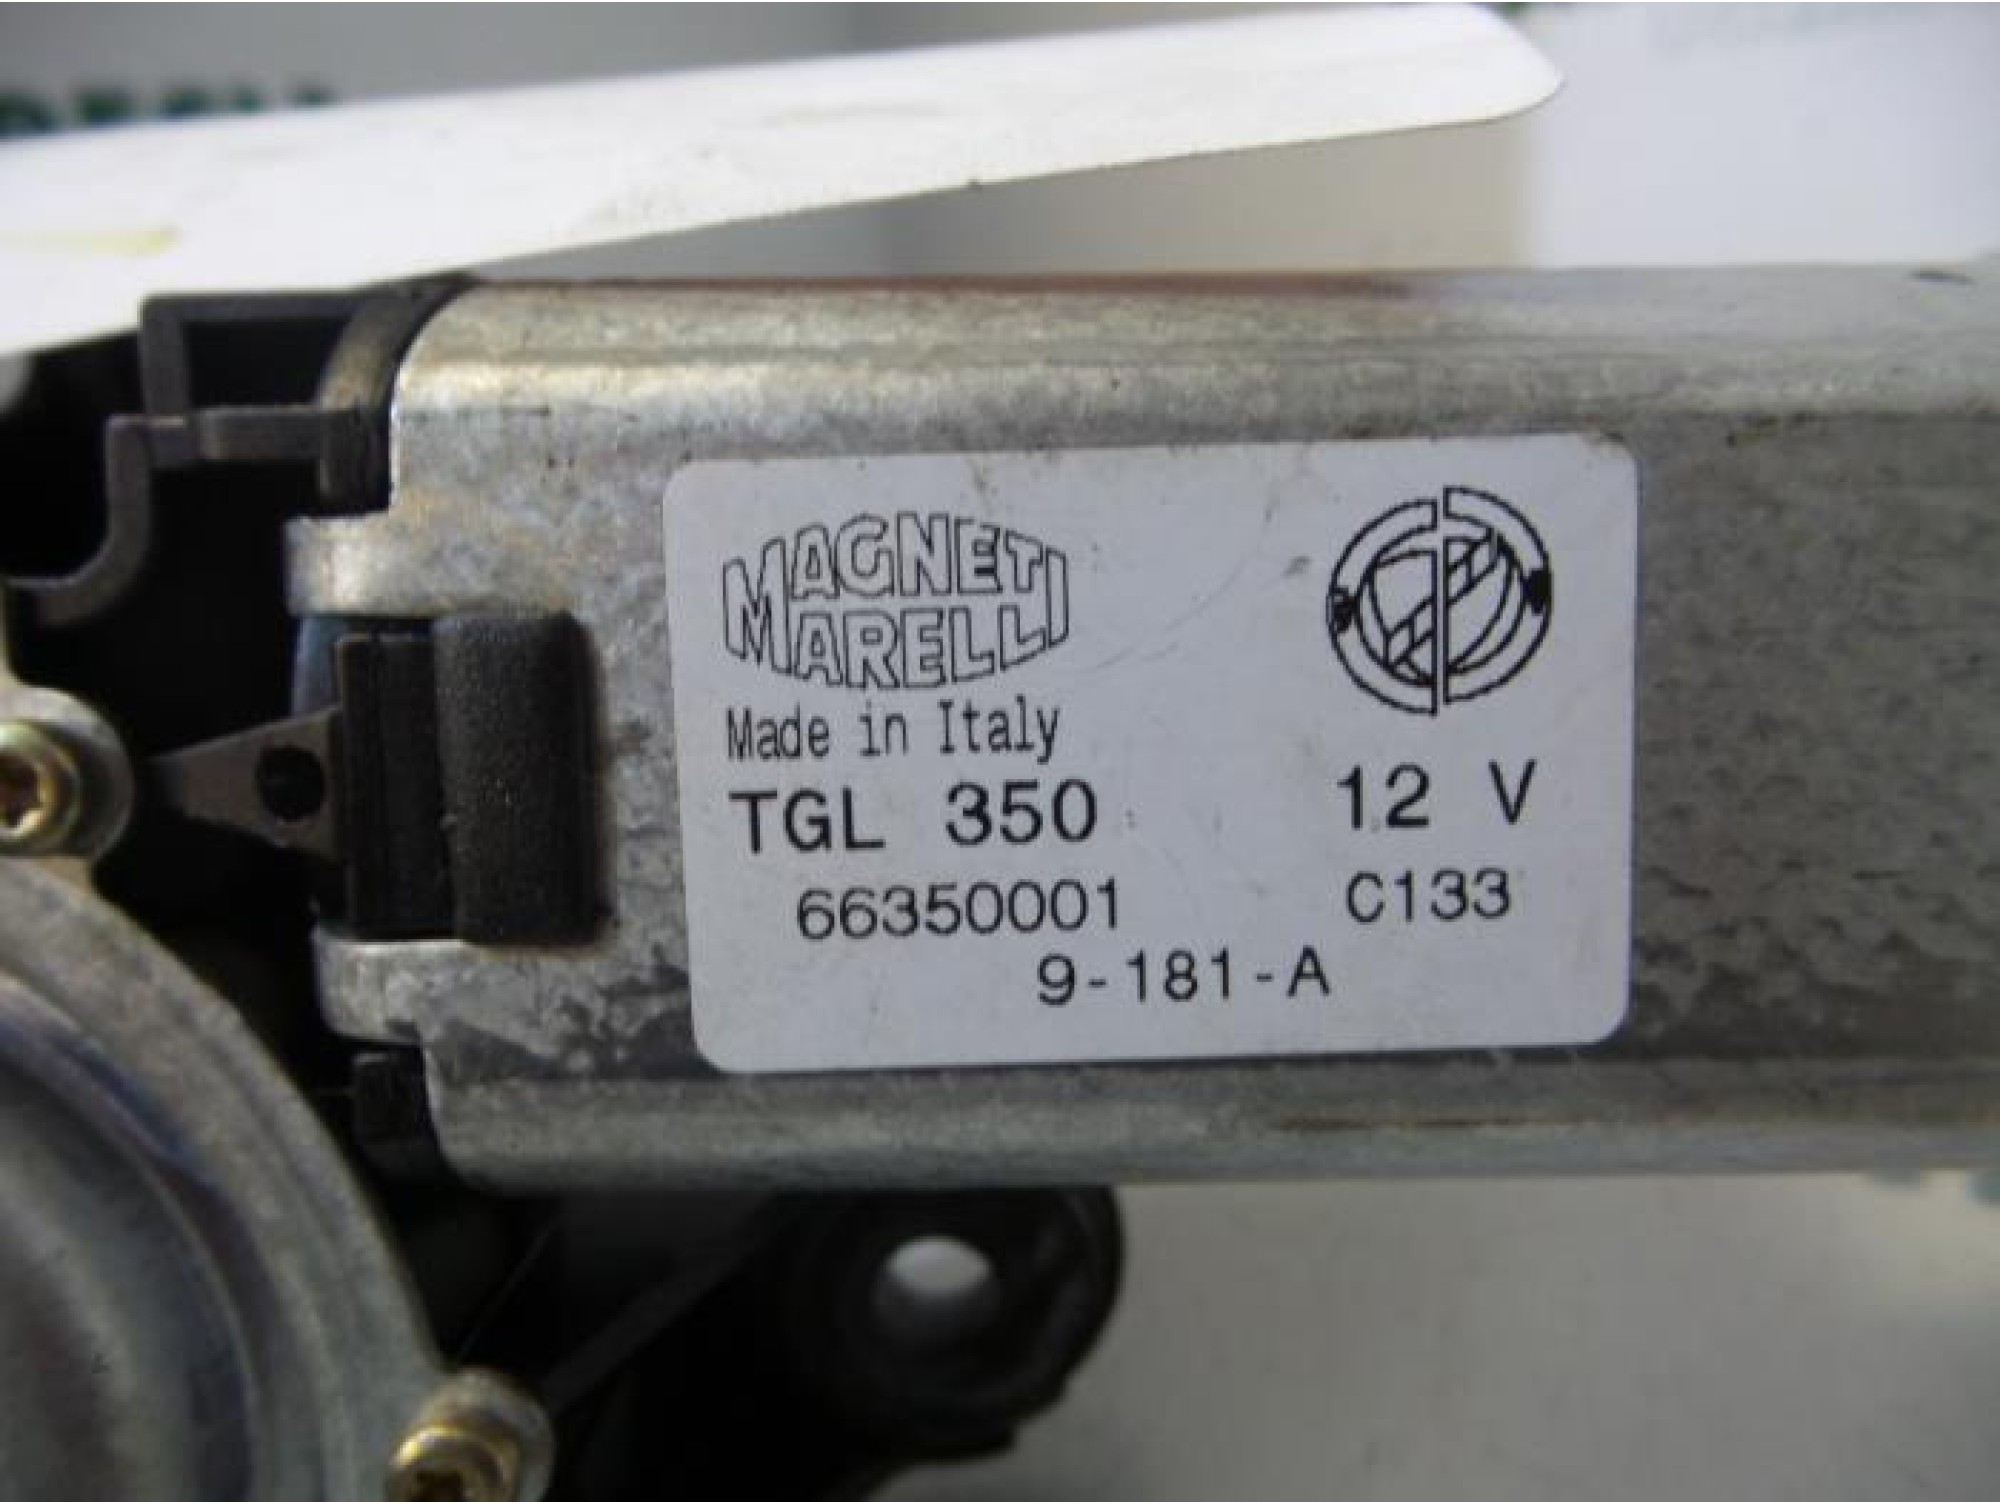 MAGNETI
MARELLI
Made in Italy
TGL 350 12 V
66350001 C133
9-181-A